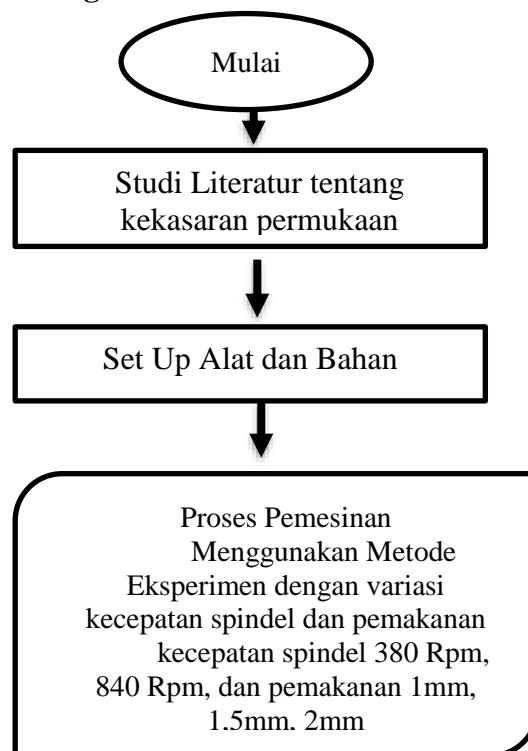 Mulai
Studi Literatur tentang
kekasaran permukaan
Set Up Alat dan Bahan
Proses Pemesinan
Menggunakan Metode
Eksperimen dengan variasi
kecepatan spindel dan pemakanan
kecepatan spindel 380 Rpm,
840 Rpm, dan pemakanan 1mm,
1,5mm, 2mm